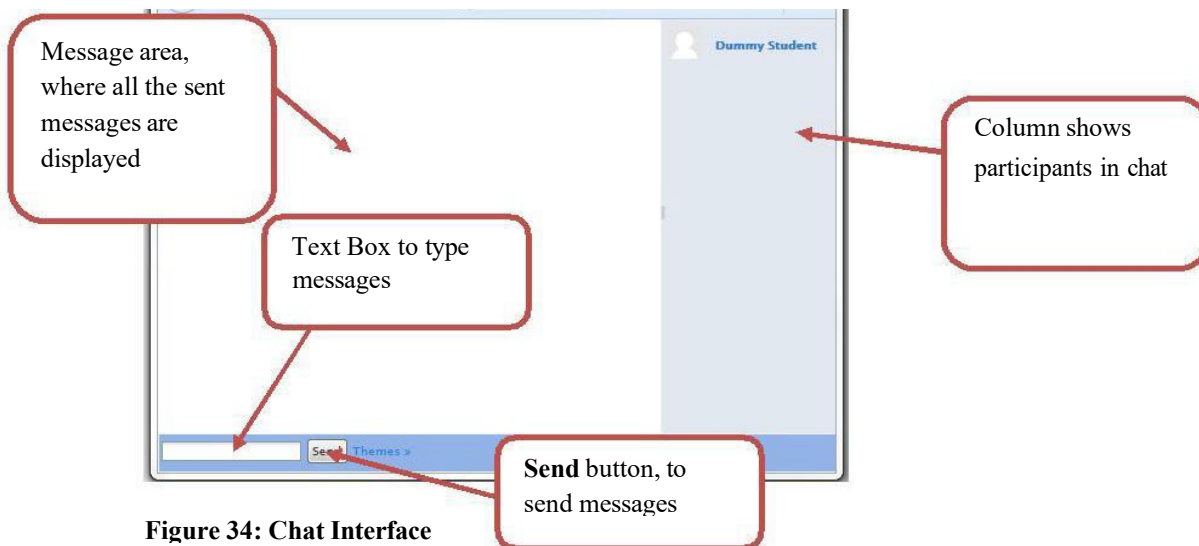 Message area,
where all the sent
messages are
displayed
Dummy Student
Column shows
participants in chat
Text Box to type
messages
Send Themes »
Send button, to
send messages
Figure 34: Chat Interface